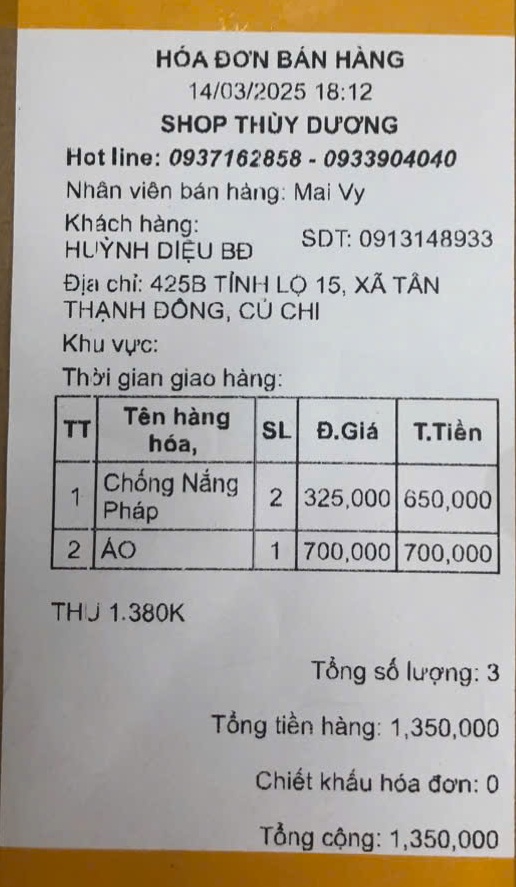 HÓA ĐƠN BÁN HÀNG
14/03/2025 18:12
SHOP THÙY DƯƠNG
Hot line: 0937162858 - 0933904040
Nhân viên bán hàng: Mai Vy
Khách hàng:
HUỲNH DIỆU BĐ
SDT: 0913148933
Địa chỉ: 425B TỈNH LỘ 15, XÃ TÂN
THẠNH ĐÔNG, CỦ CHI
Khu vực:
Thời gian giao hàng:
TT Tên hàng hóa, SL Đ.Giá T.Tiền
1 Chống Nắng Pháp 2 325,000 650,000
2 ÁO 1 700,000 700,000
THU 1.380K
Tổng số lượng: 3
Tổng tiền hàng: 1,350,000
Chiết khấu hóa đơn: 0
Tổng cộng: 1,350,000